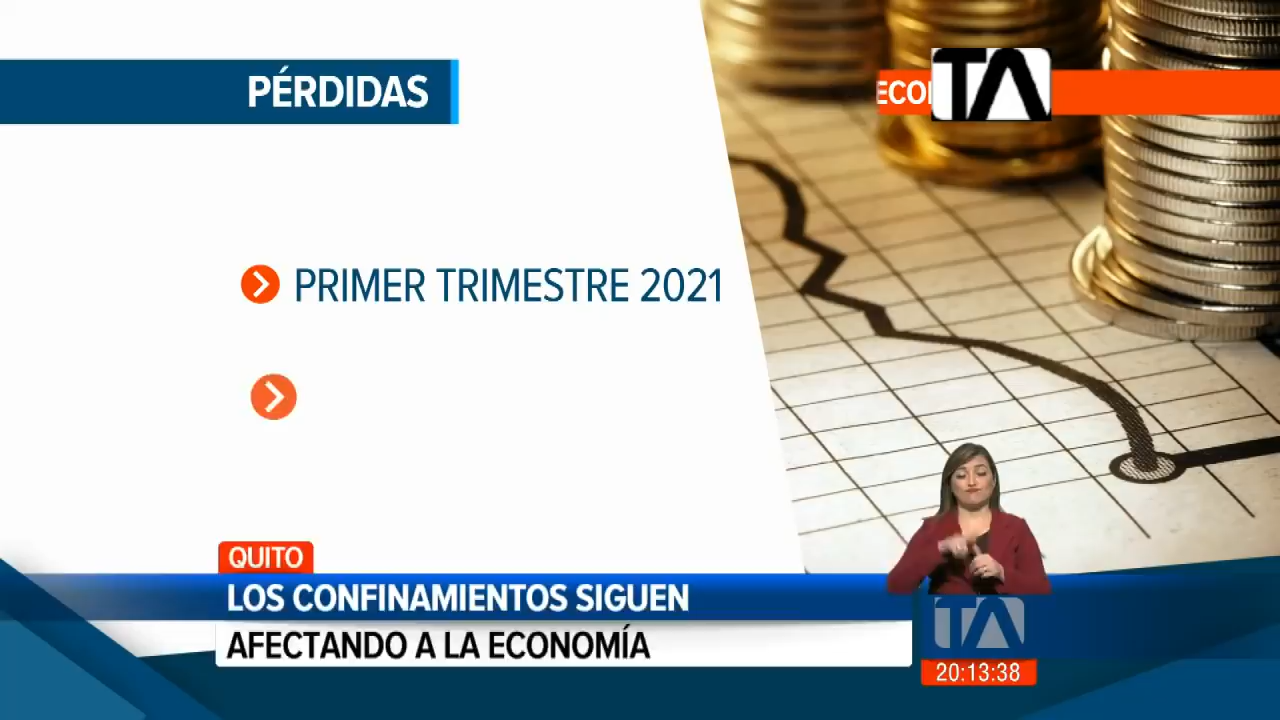 PÉRDIDAS
ECO
TA
PRIMER TRIMESTRE 2021
QUITO
LOS CONFINAMIENTOS SIGUEN
AFECTANDO A LA ECONOMÍA
TA
20:13:38